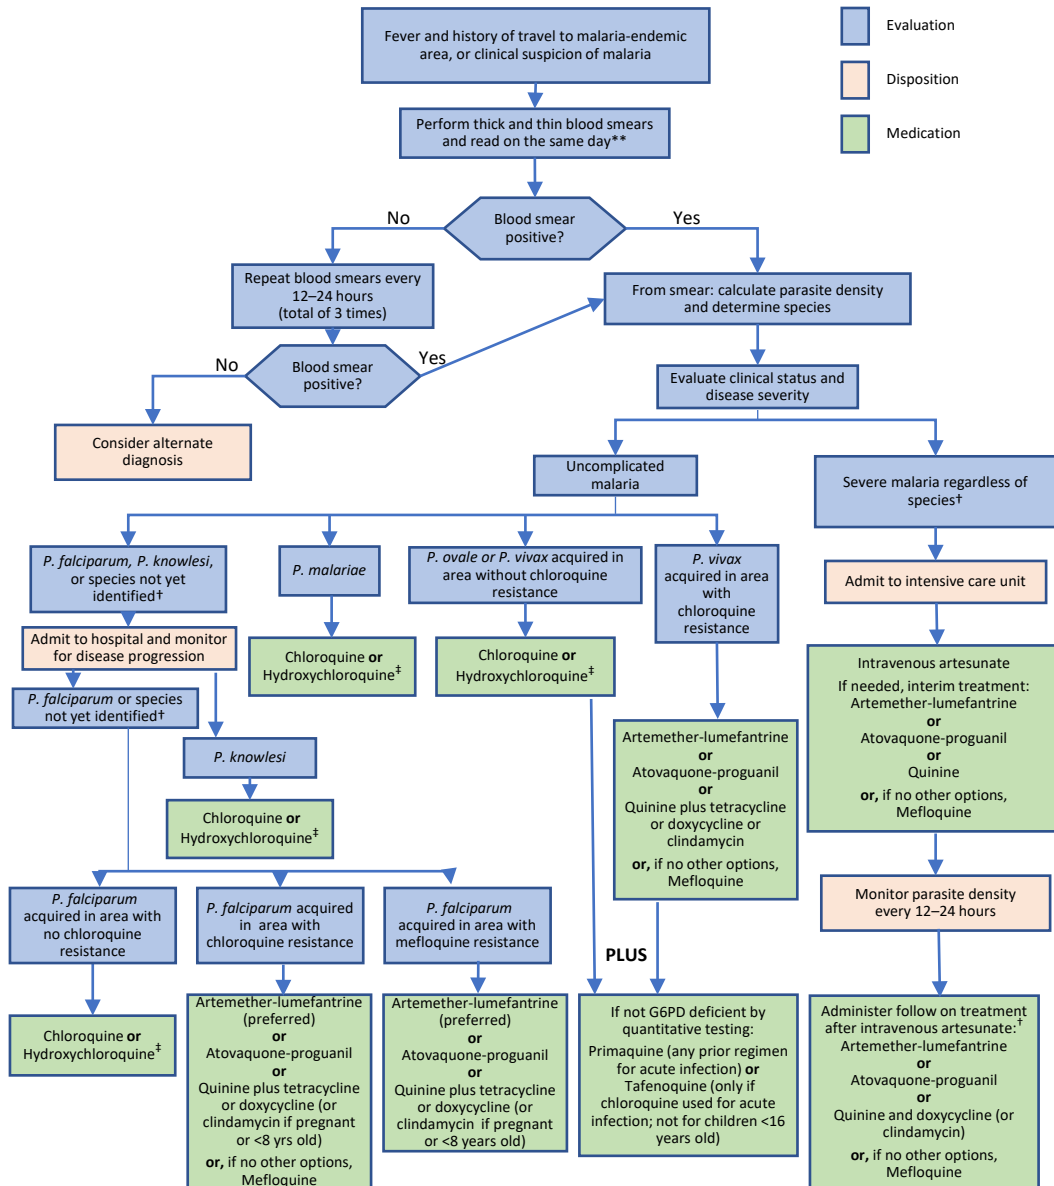 Fever and history of travel to malaria-endemic
area, or clinical suspicion of malaria
Evaluation
Disposition
Medication
Perform thick and thin blood smears
and read on the same day**
Blood smear
positive?
No
Yes
Repeat blood smears every
12–24 hours
(total of 3 times)
From smear: calculate parasite density
and determine species
Blood smear
positive?
No
Yes
Evaluate clinical status and
disease severity
Consider alternate
diagnosis
Uncomplicated
malaria
Severe malaria regardless of
species†
P. falciparum, P. knowlesi,
or species not yet
identified†
P. malariae
P. ovale or P. vivax acquired in
area without chloroquine
resistance
P. vivax
acquired in area
with
chloroquine
resistance
Admit to intensive care unit
Admit to hospital and monitor
for disease progression
Chloroquine or
Hydroxychloroquine‡
Chloroquine or
Hydroxychloroquine‡
Intravenous artesunate
If needed, interim treatment:
Artemether-lumefantrine
or
Atovaquone-proguanil
or
Quinine
or, if no other options,
Mefloquine
P. falciparum or species
not yet identified†
P. knowlesi
Chloroquine or
Hydroxychloroquine‡
Artemether-lumefantrine
or
Atovaquone-proguanil
or
Quinine plus tetracycline
or doxycycline or
clindamycin
or, if no other options,
Mefloquine
Monitor parasite density
every 12–24 hours
P. falciparum
acquired in area with
no chloroquine
resistance
P. falciparum acquired
in area with
chloroquine resistance
P. falciparum
acquired in area with
mefloquine resistance
PLUS
Chloroquine or
Hydroxychloroquine‡
Artemether-lumefantrine
(preferred)
or
Atovaquone-proguanil
or
Quinine plus tetracycline
or doxycycline (or
clindamycin if pregnant
or <8 yrs old)
or, if no other options,
Mefloquine
Artemether-lumefantrine
(preferred)
or
Atovaquone-proguanil
or
Quinine plus tetracycline
or doxycycline (or
clindamycin if pregnant
or <8 years old)
If not G6PD deficient by
quantitative testing:
Primaquine (any prior regimen
for acute infection) or
Tafenoquine (only if
chloroquine used for acute
infection; not for children <16
years old)
Administer follow on treatment
after intravenous artesunate:†
Artemether-lumefantrine
or
Atovaquone-proguanil
or
Quinine and doxycycline (or
clindamycin)
or, if no other options,
Mefloquine